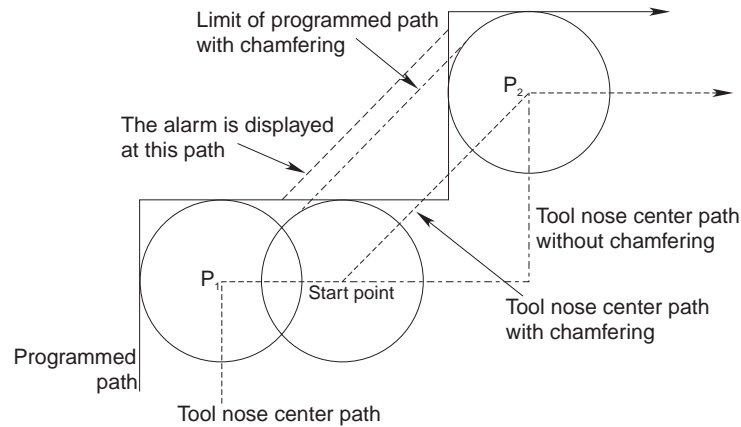 Limit of programmed path
with chamfering
P2
The alarm is displayed
at this path
Tool nose center path
without chamfering
P1
Start point
Tool nose center path
with chamfering
Programmed
path
Tool nose center path